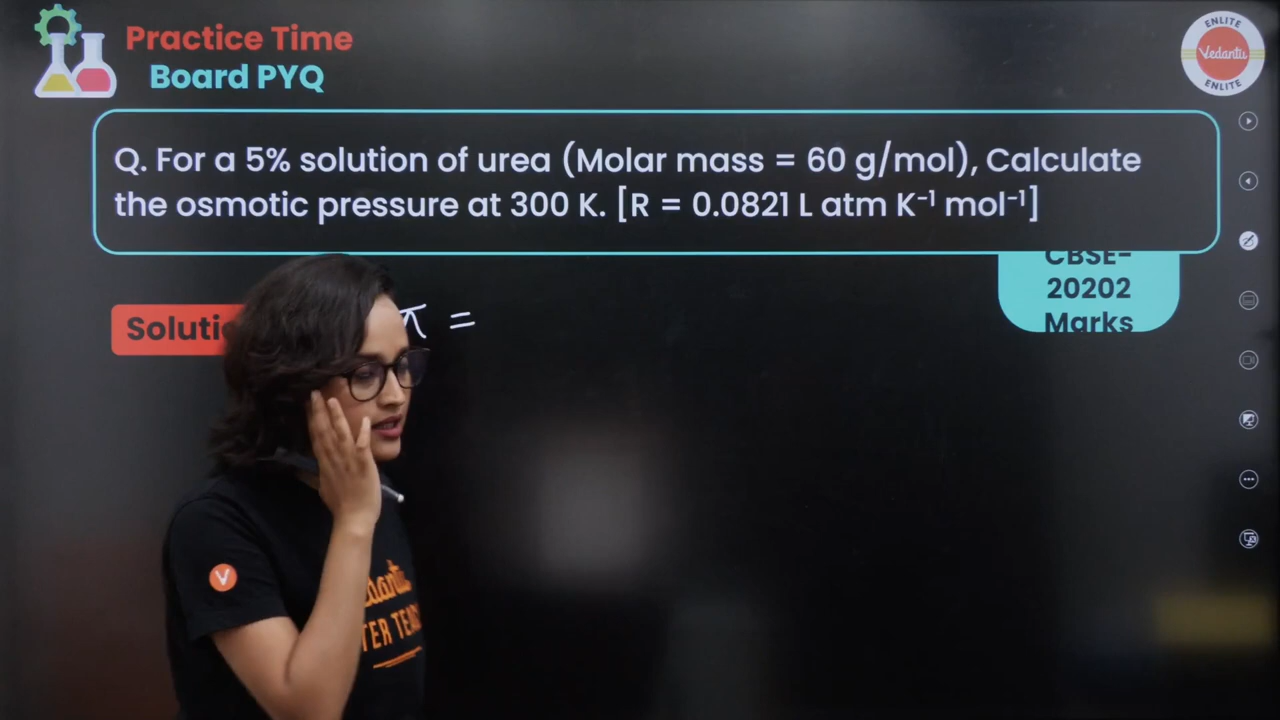 Practice Time
Board PYQ
ENLITE
Vedantu
ENLITE
Q. For a 5% solution of urea (Molar mass = 60 g/mol), Calculate
the osmotic pressure at 300 K. [R = 0.0821 L atm K⁻¹ mol⁻¹]
CBSE-
20202
Marks
π =
V